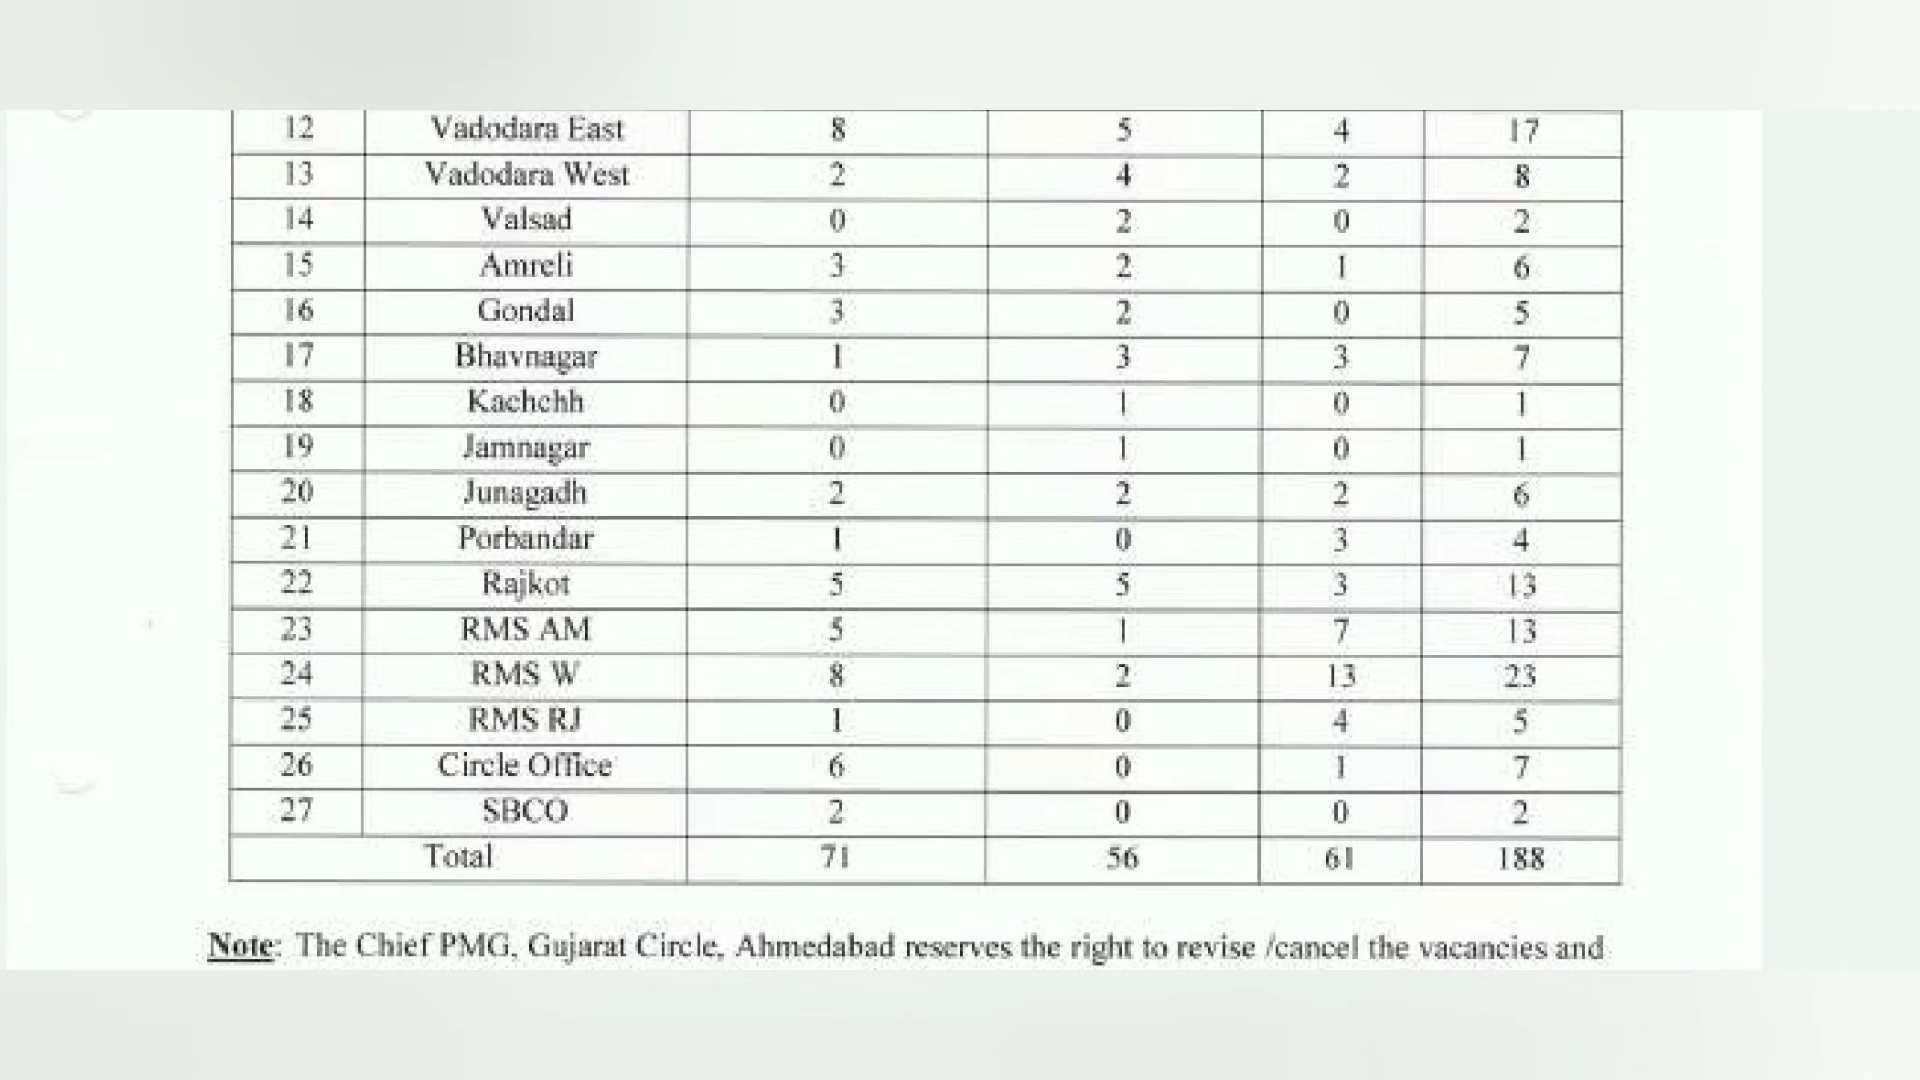 12 Vadodara East 8 5 4 17
13 Vadodara West 2 4 2 8
14 Valsad 0 2 0 2
15 Amreli 3 2 1 6
16 Gondal 3 2 0 5
17 Bhavnagar 1 3 3 7
18 Kachchh 0 1 0 1
19 Jamnagar 0 1 0 1
20 Junagadh 2 2 2 6
21 Porbandar 1 0 3 4
22 Rajkot 5 5 3 13
23 RMS AM 5 1 7 13
24 RMS W 8 2 13 23
25 RMS RJ 1 0 4 5
26 Circle Office 6 0 1 7
27 SBCO 2 0 0 2
Total 71 56 61 188
Note: The Chief PMG, Gujarat Circle, Ahmedabad reserves the right to revise /cancel the vacancies and